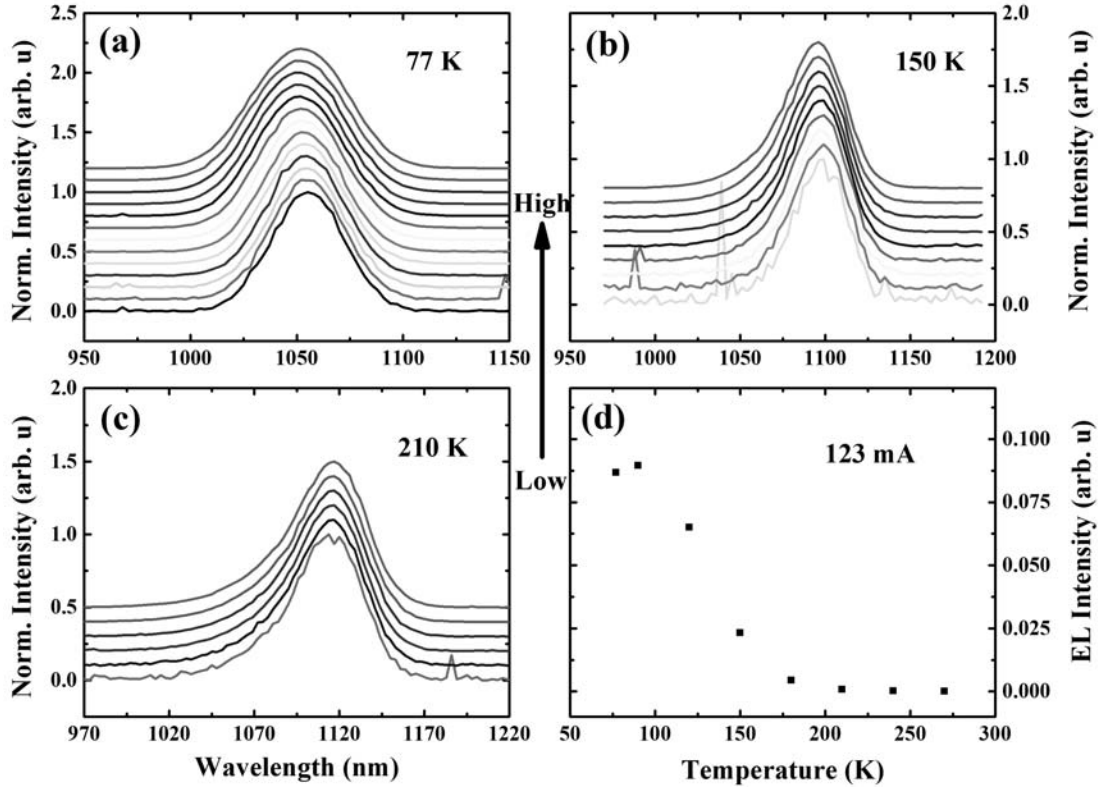 (a)
77 K
Norm. Intensity (arb. u)
2.5
2.0
1.5
1.0
0.5
0.0
950 1000 1050 1100 1150
(b)
150 K
Norm. Intensity (arb. u)
2.0
1.5
1.0
0.5
0.0
950 1000 1050 1100 1150 1200
High
Low
(c)
210 K
Norm. Intensity (arb. u)
2.0
1.5
1.0
0.5
0.0
970 1020 1070 1120 1170 1220
Wavelength (nm)
(d)
123 mA
EL Intensity (arb. u)
0.100
0.075
0.050
0.025
0.000
50 100 150 200 250 300
Temperature (K)